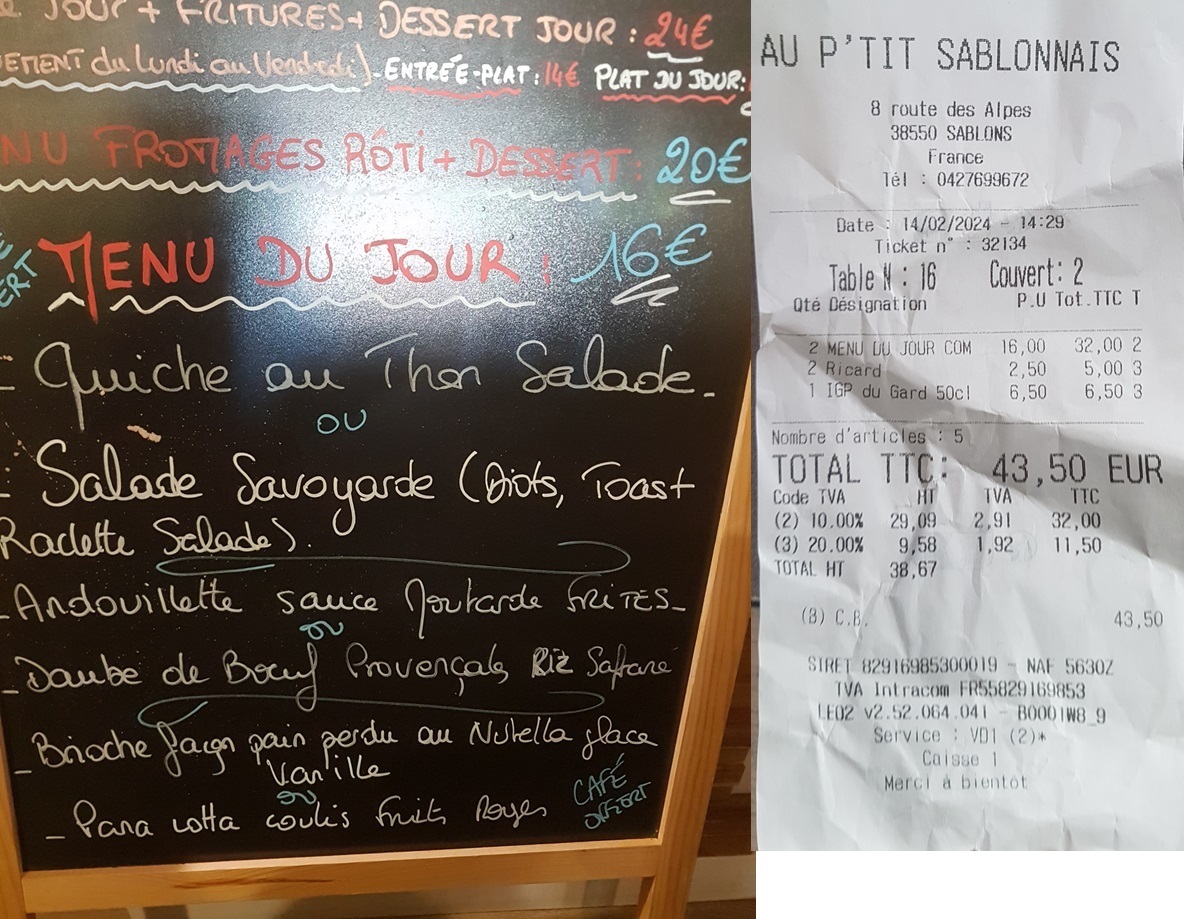 JOUR + FRITURES + DESSERT JOUR : 24€
EMENT du Lundi au Vendredi) - ENTRÉE-PLAT : 14€ PLAT DU JOUR :
NU FROMAGES RÔTI + DESSERT : 20€
MENU DU JOUR : 16€
ERT
- Quiche au Thon Salade -
OU
- Salade Savoyarde (Diots, Toast
Raclette Salade).
- Andouillette sauce Moutarde FRITES -
ou
- Daube de Boeuf Provençale Riz Safrané
- Brioche façon pain perdu au Nutella glace
Vanille
ou
- Pana cotta coulis Fruits Rouges
CAFÉ
OFFERT
AU P'TIT SABLONNAIS
8 route des Alpes
38550 SABLONS
France
Tél : 0427699672
Date : 14/02/2024 - 14:29
Ticket n° : 32134
Table N : 16 Couvert: 2
Qté Désignation P.U Tot.TTC T
2 MENU DU JOUR COM 16,00 32,00 2
2 Ricard 2,50 5,00 3
1 IGP du Gard 50cl 6,50 6,50 3
Nombre d'articles : 5
TOTAL TTC: 43,50 EUR
Code TVA HT TVA TTC
(2) 10.00% 29,09 2,91 32,00
(3) 20.00% 9,58 1,92 11,50
TOTAL HT 38,67
(8) C.B. 43,50
SIRET 82916985300019 - NAF 5630Z
TVA Intracom FR55829169853
LEO2 v2.52.064.041 - B0001W8_9
Service : VD1 (2)*
Caisse 1
Merci à bientôt